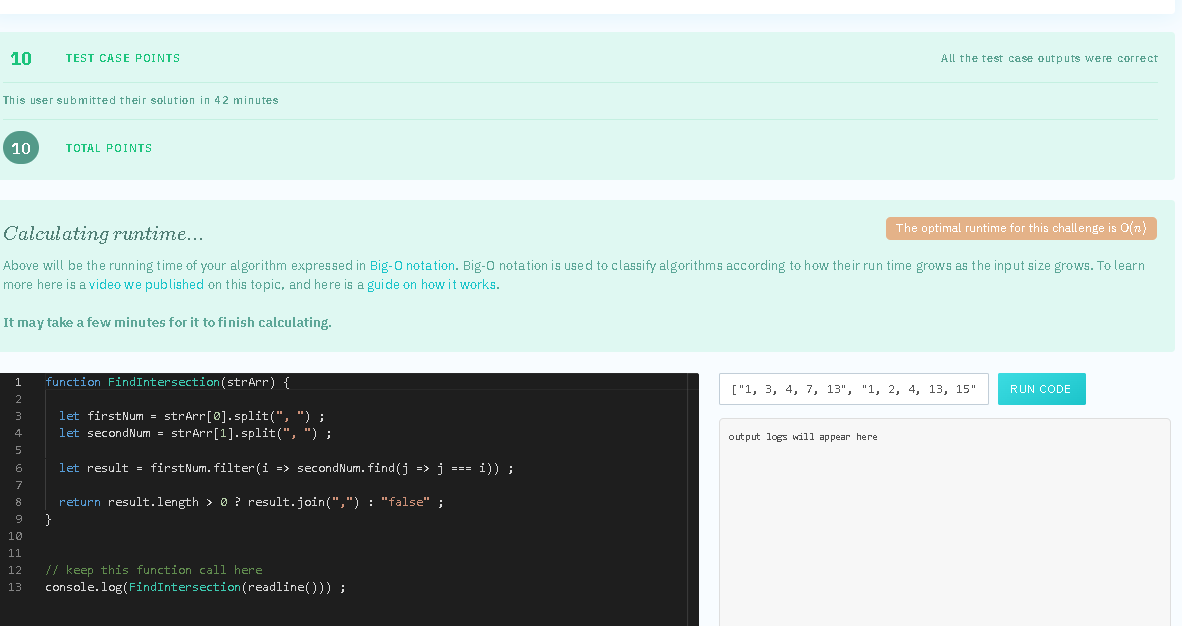 10 TEST CASE POINTS All the test case outputs were correct
This user submitted their solution in 42 minutes
10 TOTAL POINTS
Calculating runtime...
The optimal runtime for this challenge is O(n)
Above will be the running time of your algorithm expressed in Big-O notation. Big-O notation is used to classify algorithms according to how their run time grows as the input size grows. To learn
more here is a video we published on this topic, and here is a guide on how it works.
It may take a few minutes for it to finish calculating.
1 function FindIntersection(strArr) {
2
3 let firstNum = strArr[0].split(", ") ;
4 let secondNum = strArr[1].split(", ") ;
5
6 let result = firstNum.filter(i => secondNum.find(j => j === i)) ;
7
8 return result.length > 0 ? result.join(",") : "false" ;
9 }
10
11
12 // keep this function call here
13 console.log(FindIntersection(readline())) ;
["1, 3, 4, 7, 13", "1, 2, 4, 13, 15"
RUN CODE
output logs will appear here